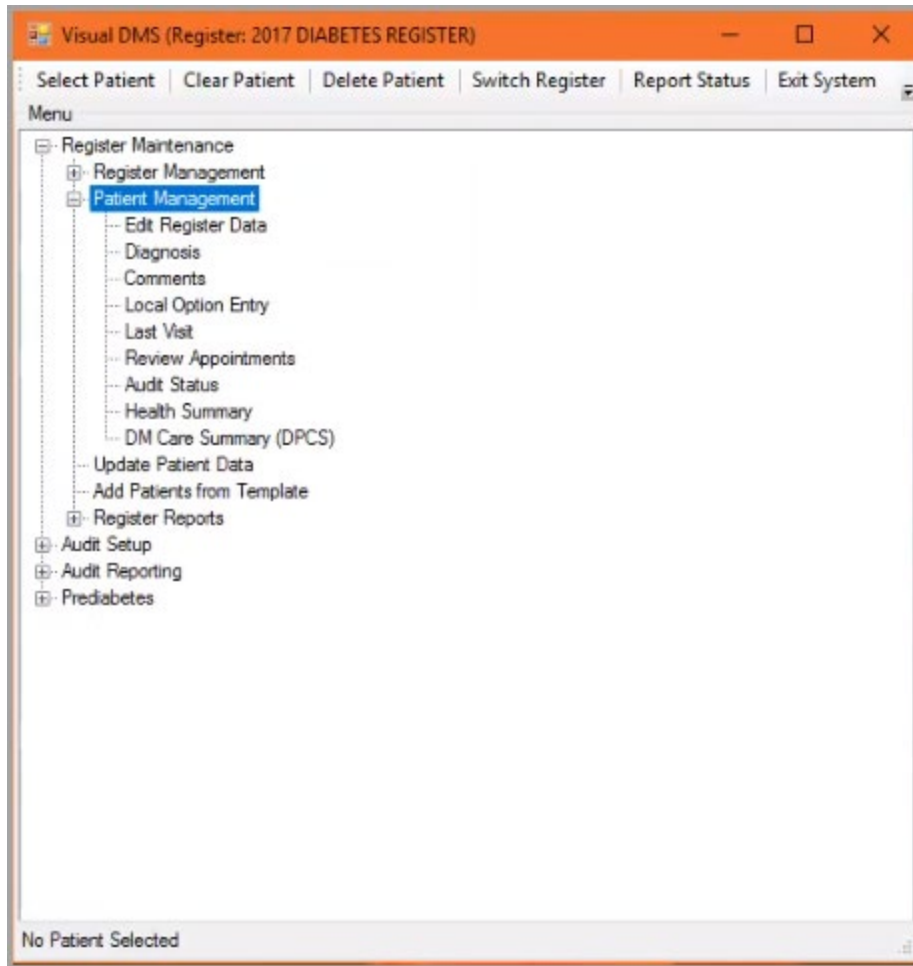 Visual DMS (Register: 2017 DIABETES REGISTER)
Select Patient Clear Patient Delete Patient Switch Register Report Status Exit System
Menu
Register Maintenance
Register Management
Patient Management
Edit Register Data
Diagnosis
Comments
Local Option Entry
Last Visit
Review Appointments
Audit Status
Health Summary
DM Care Summary (DPCS)
Update Patient Data
Add Patients from Template
Register Reports
Audit Setup
Audit Reporting
Prediabetes
No Patient Selected